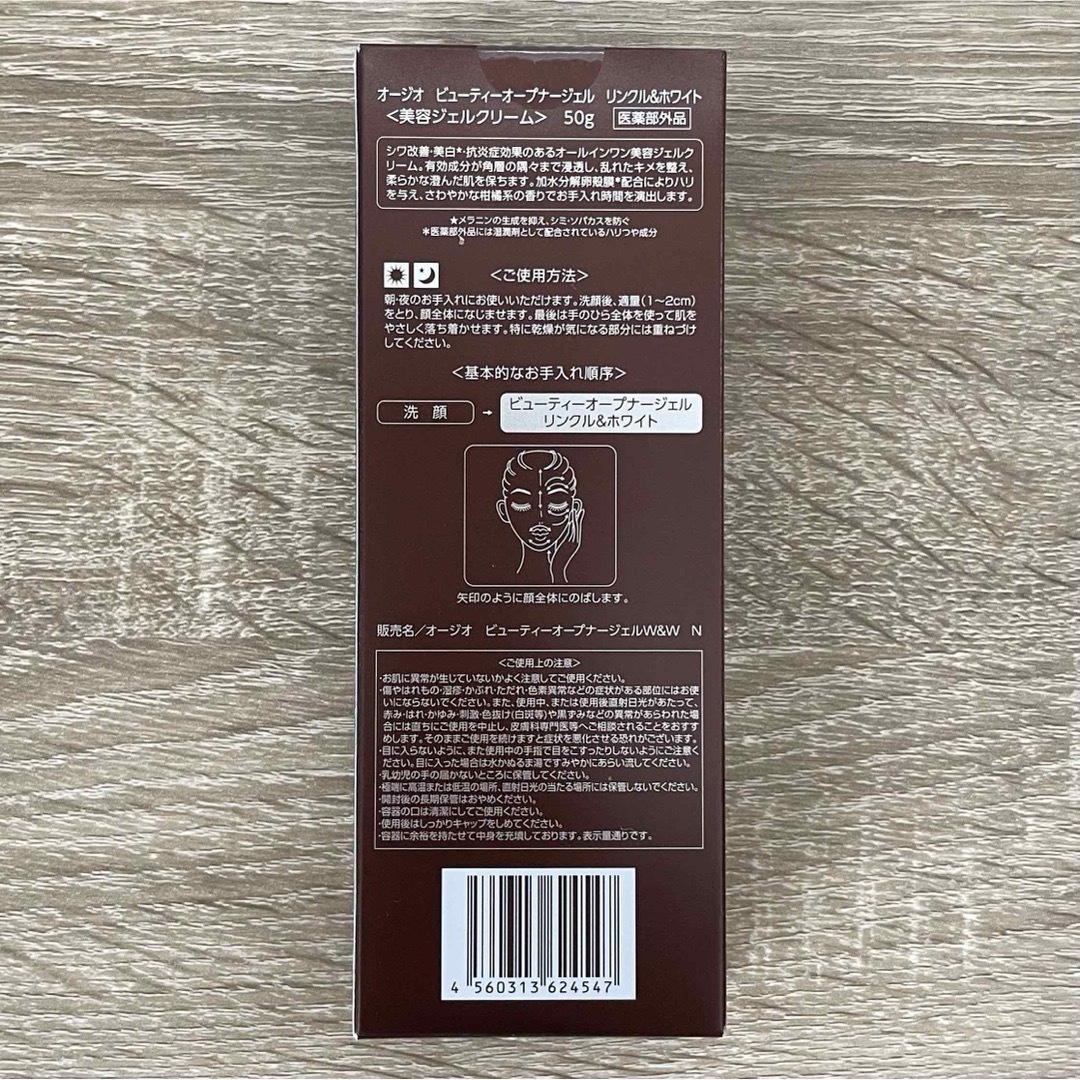 オージオ ビューティーオープナージェル リンクル&ホワイト
＜美容ジェルクリーム＞ 50g 医薬部外品
シワ改善・美白★・抗炎症効果のあるオールインワン美容ジェルク
リーム。有効成分が角層の隅々まで浸透し、乱れたキメを整え、
柔らかな澄んだ肌を保ちます。加水分解卵殻膜*配合によりハリ
を与え、さわやかな柑橘系の香りでお手入れ時間を演出します。
★メラニンの生成を抑え、シミ・ソバカスを防ぐ
＊医薬部外品には湿潤剤として配合されているハリつや成分
＜ご使用方法＞
朝・夜のお手入れにお使いいただけます。洗顔後、適量(1～2cm)
をとり、顔全体になじませます。最後は手のひら全体を使って肌を
やさしく落ち着かせます。特に乾燥が気になる部分には重ねづけ
してください。
＜基本的なお手入れ順序＞
洗 顔 → ビューティーオープナージェル
リンクル&ホワイト
矢印のように顔全体にのばします。
販売名／オージオ ビューティーオープナージェルW&W N
＜ご使用上の注意＞
・お肌に異常が生じていないかよく注意してご使用ください。
・傷やはれもの・湿疹・かぶれ・ただれ・色素異常などの症状がある部位にはお使
いにならないでください。また、使用中、または使用後直射日光があたって、
赤み・はれ・かゆみ・刺激・色抜け(白斑等)や黒ずみなどの異常があらわれた場
合には直ちにご使用を中止し、皮膚科専門医等へご相談されることをおすす
めします。そのままご使用を続けますと症状を悪化させる恐れがございます。
・目に入らないように、また使用中の手指で目をこすったりしないようにご注意く
ださい。目に入った場合は水かぬるま湯ですみやかにあらい流してください。
・乳幼児の手の届かないところに保管してください。
・極端に高温または低温の場所、直射日光の当たる場所には保管しないでください。
・開封後の長期保管はおやめください。
・容器の口は清潔にしてご使用ください。
・使用後はしっかりキャップをしめてください。
・容器に余裕を持たせて中身を充填しております。表示量通りです。
4 560313 624547